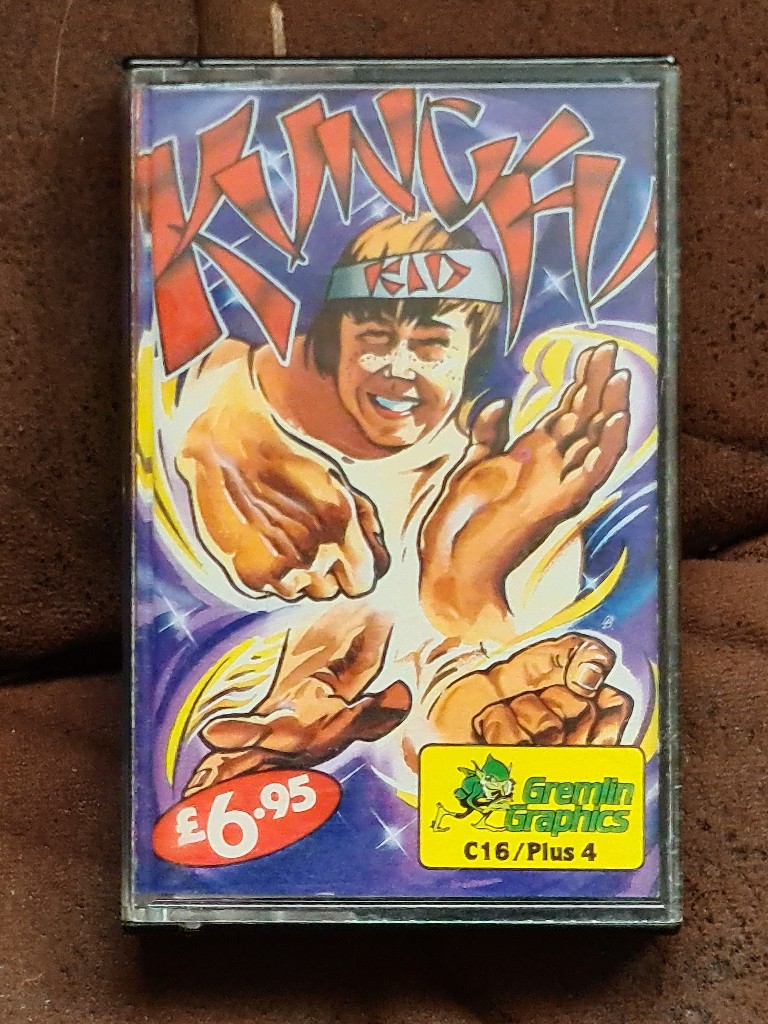 KUNG FU
KID
£6.95
Gremlin
Graphics
C16/Plus 4